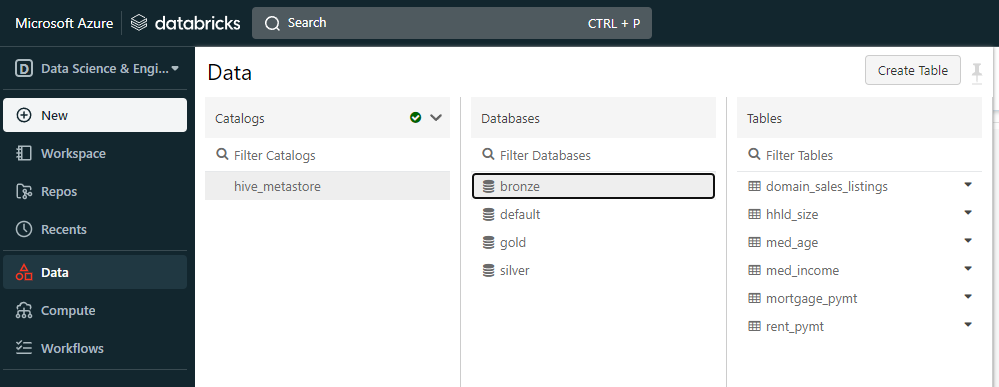 Microsoft Azure databricks Search CTRL + P
Data Science & Engi...
New
Workspace
Repos
Recents
Data
Compute
Workflows
Data
Create Table
Catalogs
Filter Catalogs
hive_metastore
Databases
Filter Databases
bronze
default
gold
silver
Tables
Filter Tables
domain_sales_listings
hhld_size
med_age
med_income
mortgage_pymt
rent_pymt